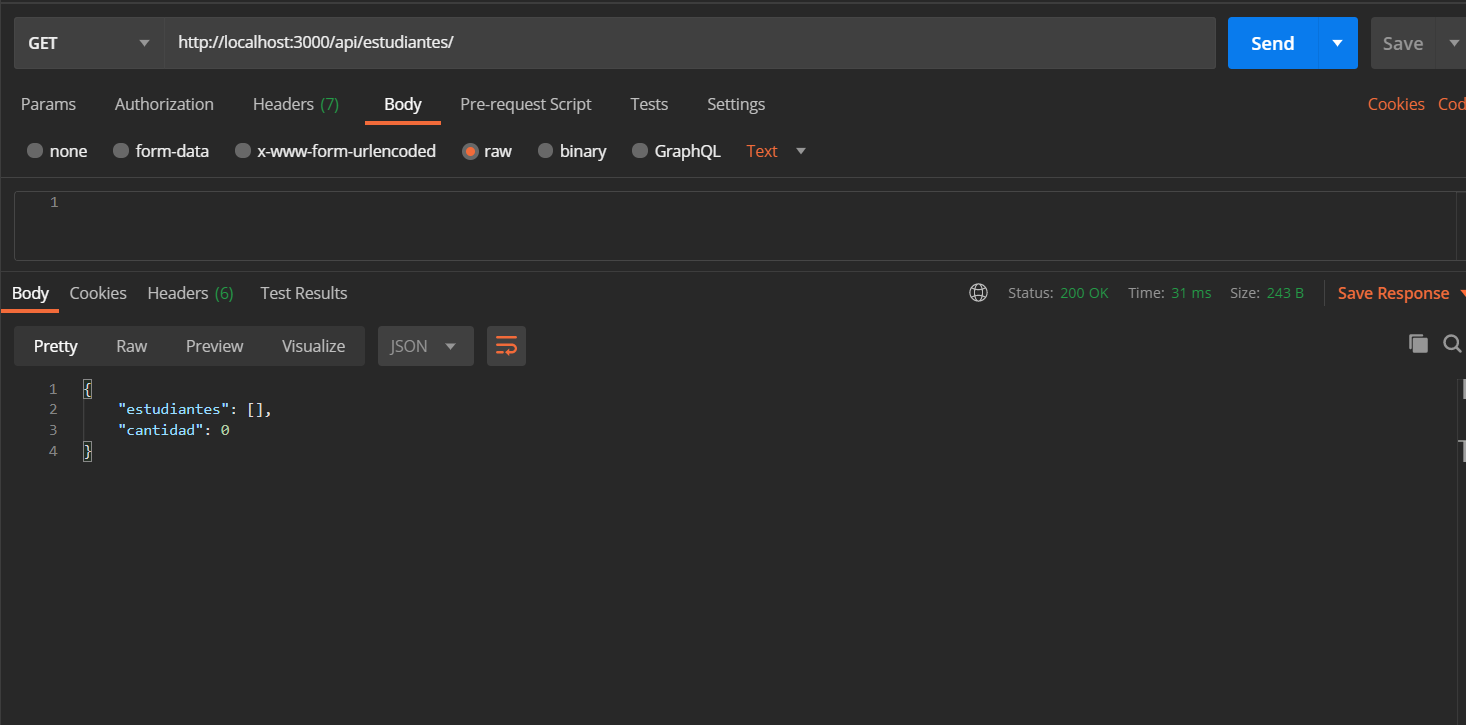 GET http://localhost:3000/api/estudiantes/ Send Save
Params Authorization Headers (7) Body Pre-request Script Tests Settings Cookies Cod
none form-data x-www-form-urlencoded raw binary GraphQL Text
1
Body Cookies Headers (6) Test Results Status: 200 OK Time: 31 ms Size: 243 B Save Response
Pretty Raw Preview Visualize JSON
1 {
2 "estudiantes": [],
3 "cantidad": 0
4 }